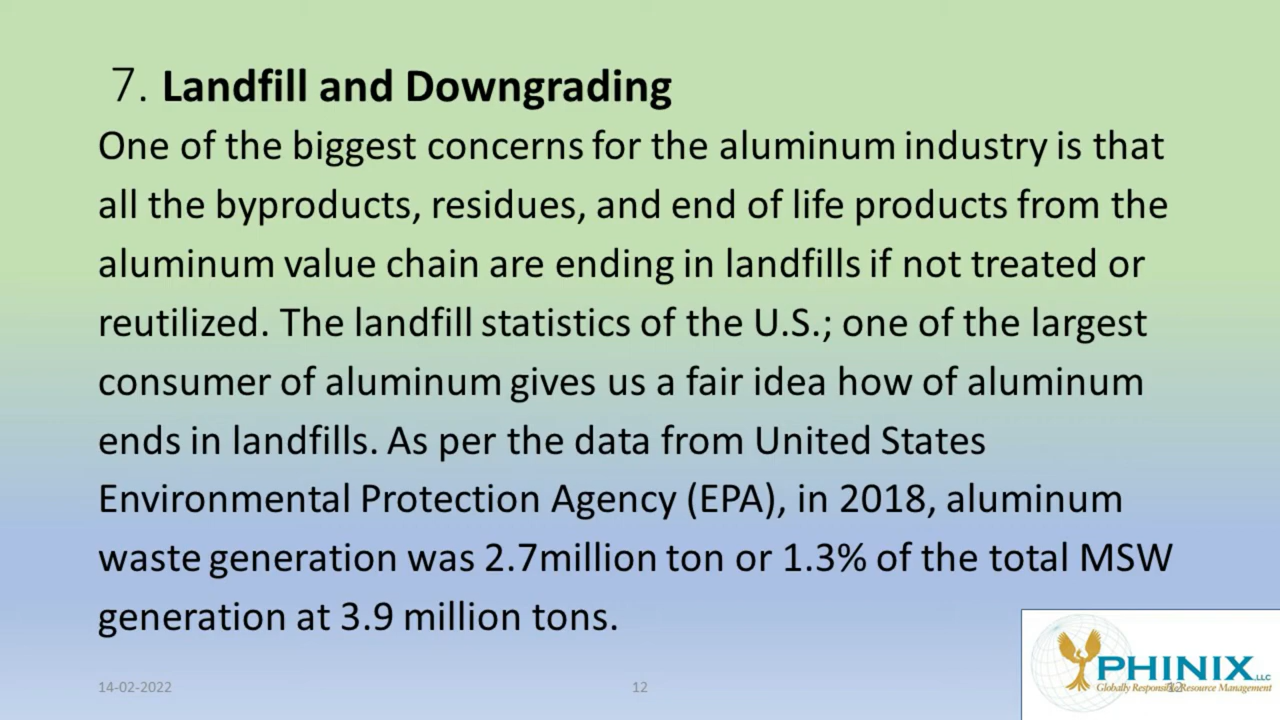 7. Landfill and Downgrading
One of the biggest concerns for the aluminum industry is that
all the byproducts, residues, and end of life products from the
aluminum value chain are ending in landfills if not treated or
reutilized. The landfill statistics of the U.S.; one of the largest
consumer of aluminum gives us a fair idea how of aluminum
ends in landfills. As per the data from United States
Environmental Protection Agency (EPA), in 2018, aluminum
waste generation was 2.7million ton or 1.3% of the total MSW
generation at 3.9 million tons.
14-02-2022
12
PHINIX LLC
Globally Resource Management